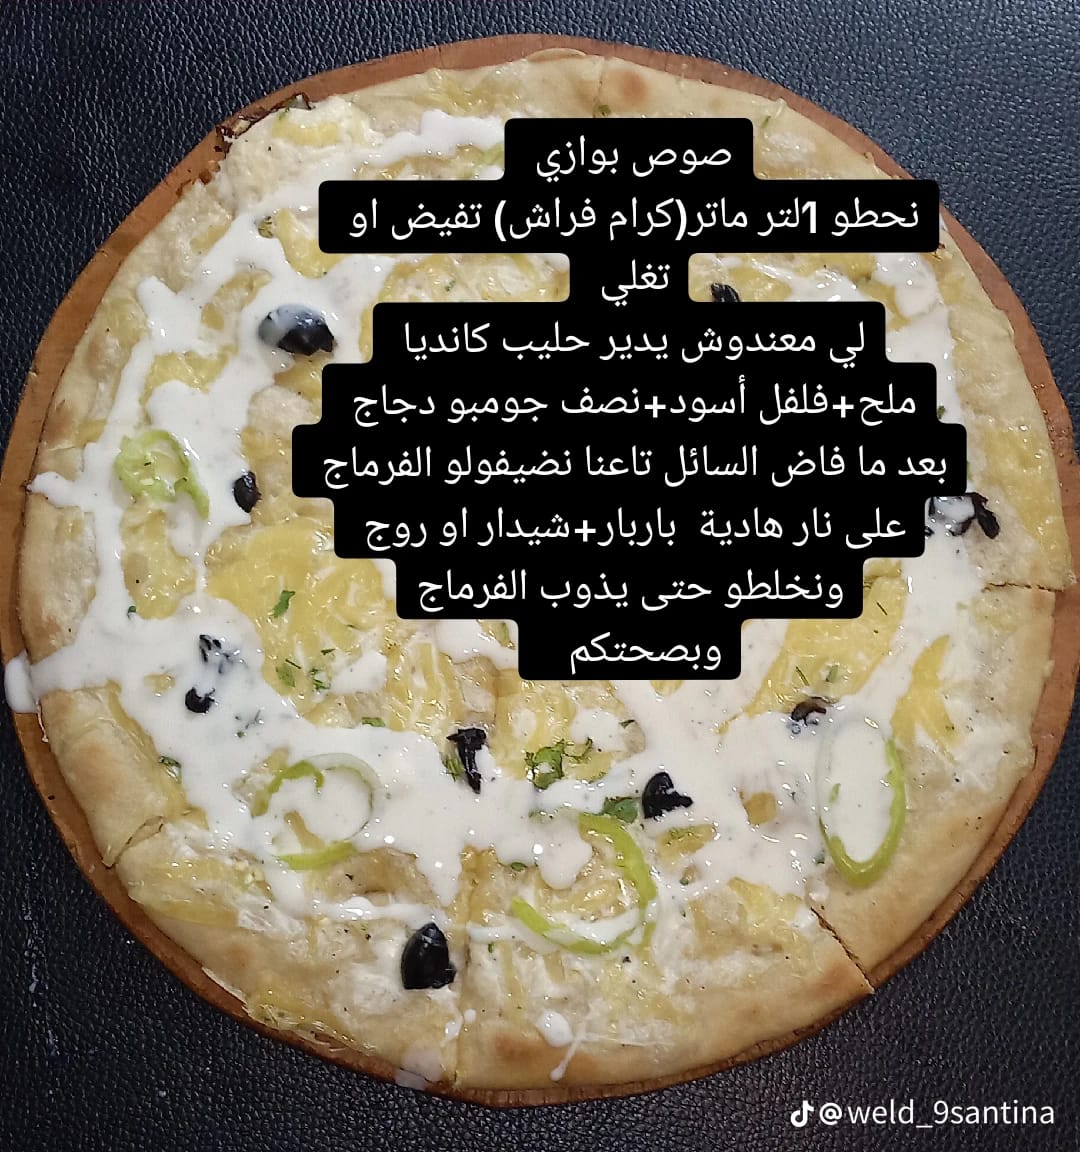 صوص بوازي
نحطو 1لتر ماتر(كرام فراش) تفيض او
تغلي
لي معندوش يدير حليب كانديا
ملح+فلفل أسود+نصف جومبو دجاج
بعد ما فاض السائل تاعنا نضيفولو الفرماج
على نار هادية باربار+شيدار او روج
ونخلطو حتى يذوب الفرماج
وبصحتكم
@weld_9santina